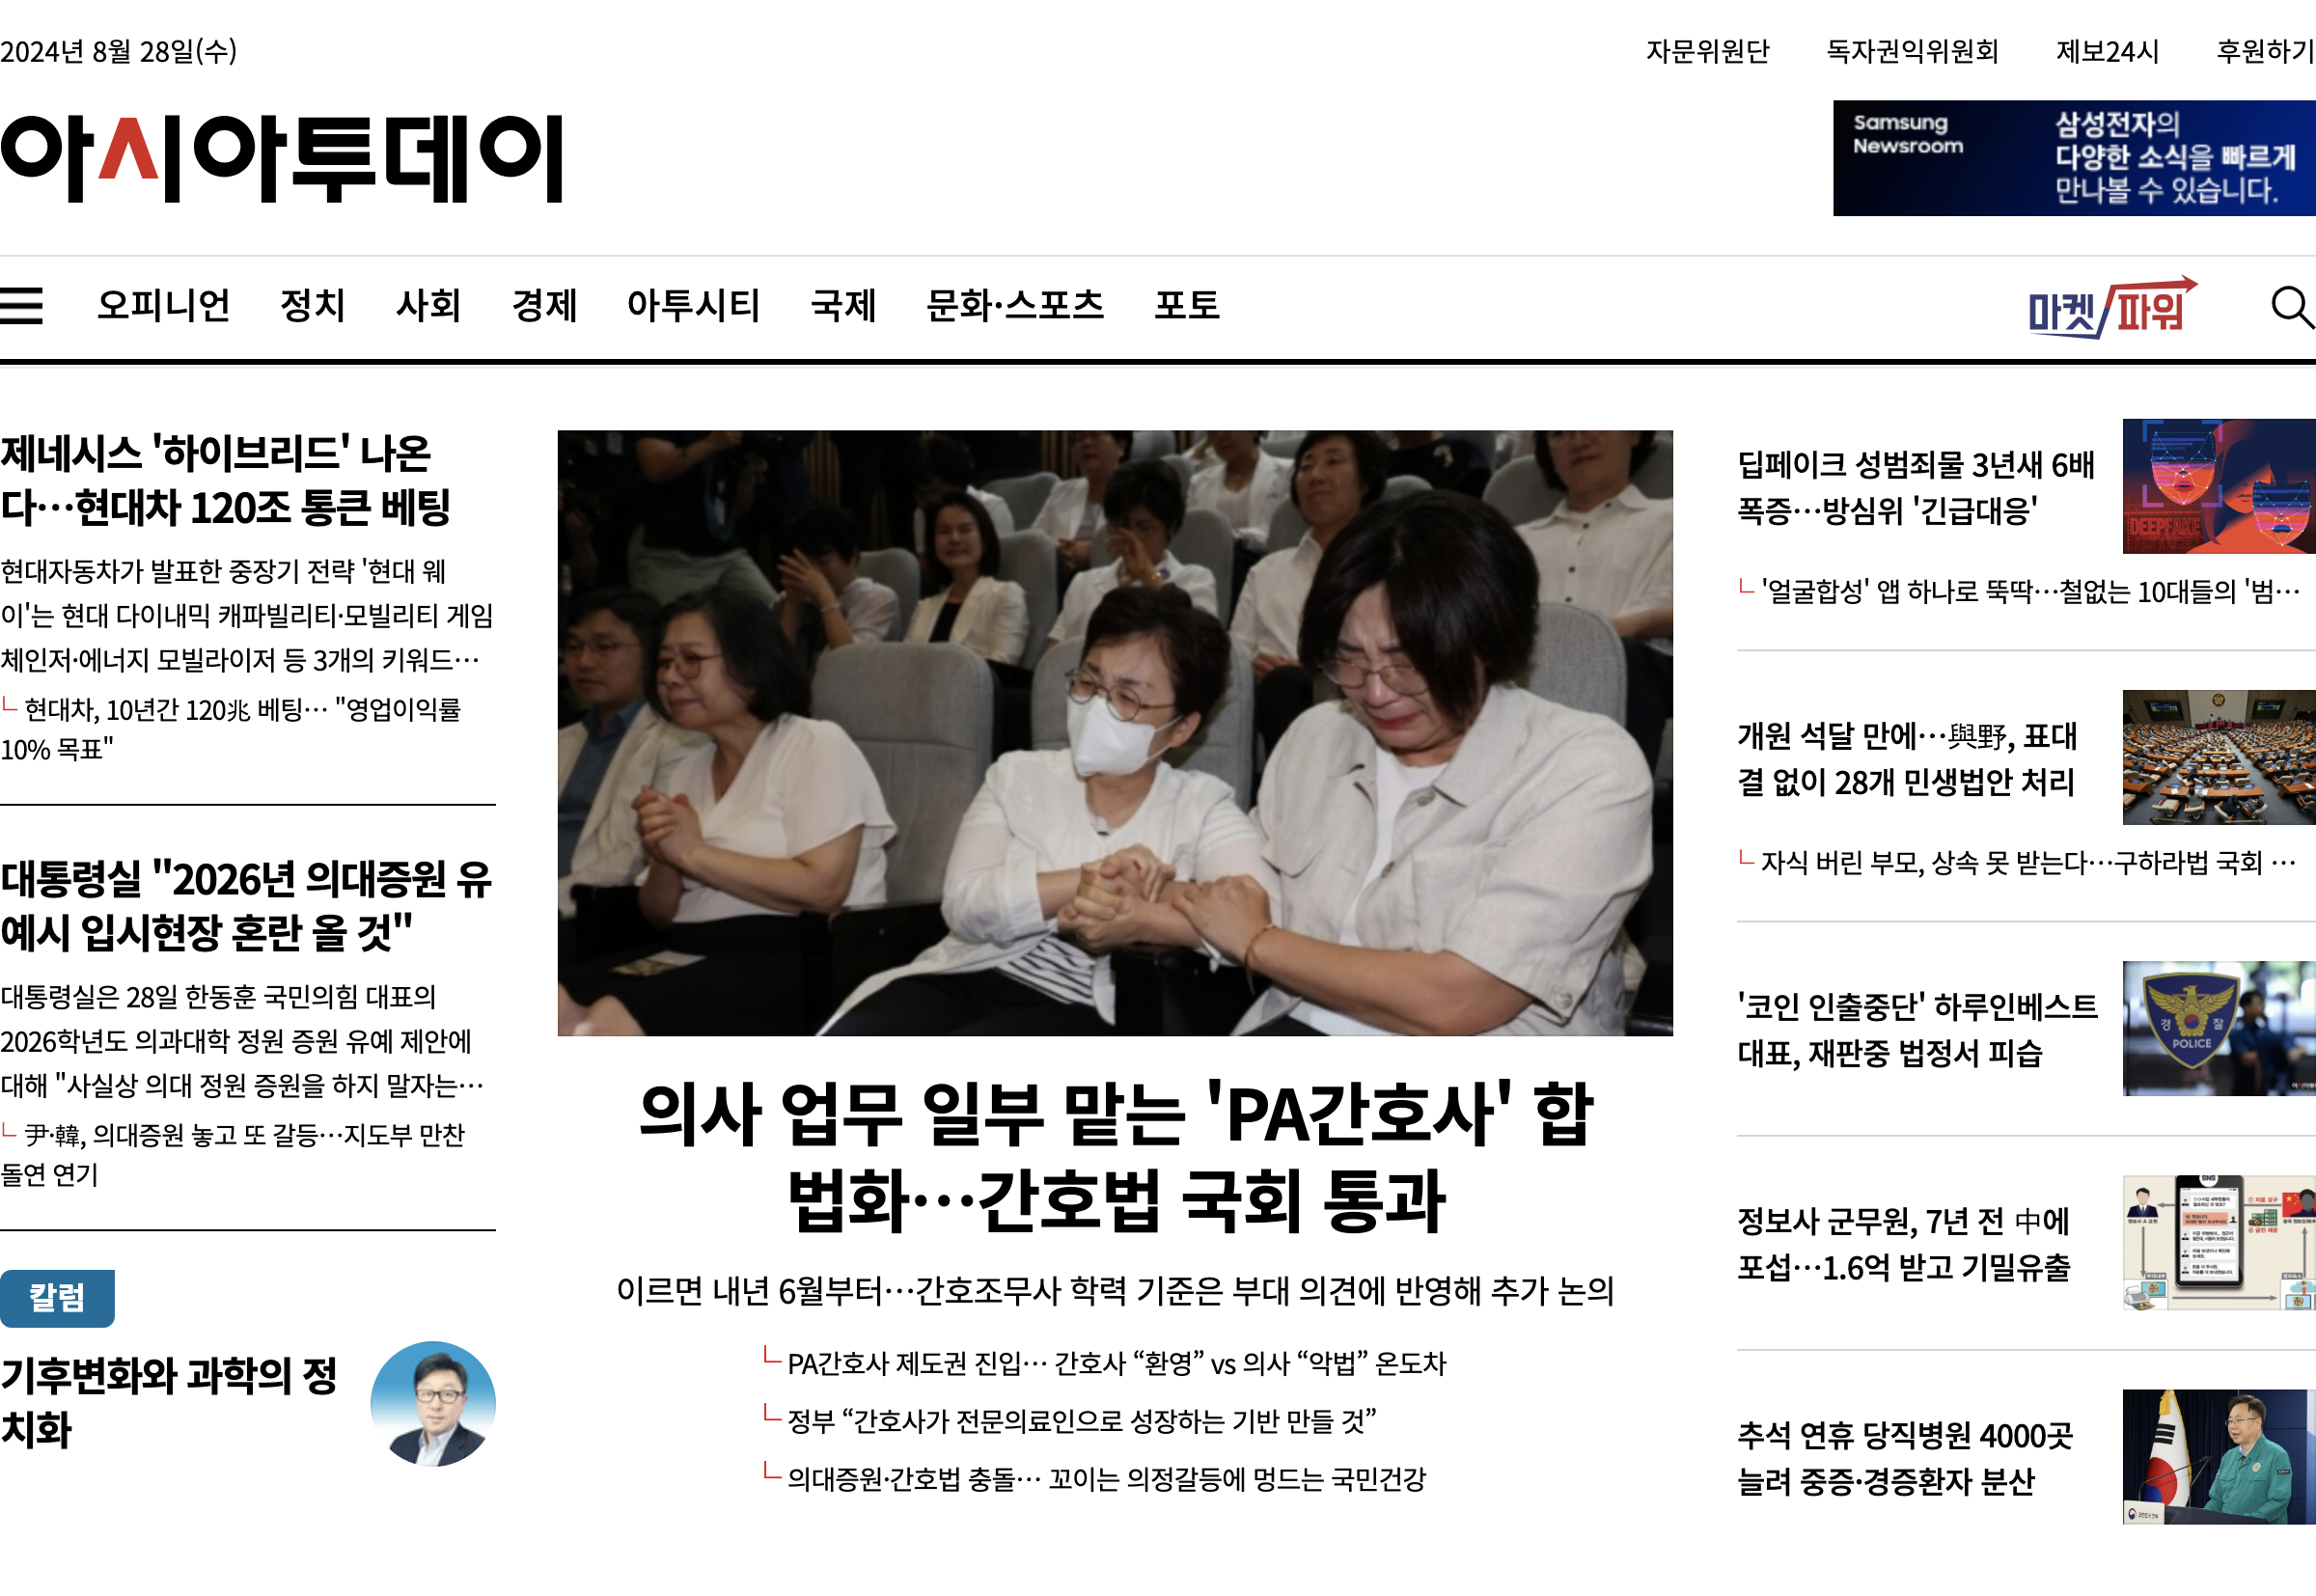 2024년 8월 28일(수)
자문위원단 독자권익위원회 제보24시 후원하기
아시아투데이
Samsung
Newsroom
삼성전자의
다양한 소식을 빠르게
만나볼 수 있습니다.
오피니언 정치 사회 경제 아투시티 국제 문화·스포츠 포토
마켓파워
제네시스 '하이브리드' 나온
다…현대차 120조 통큰 베팅
현대자동차가 발표한 중장기 전략 '현대 웨
이'는 현대 다이내믹 캐파빌리티·모빌리티 게임
체인저·에너지 모빌라이저 등 3개의 키워드…
현대차, 10년간 120兆 베팅… "영업이익률
10% 목표"
대통령실 "2026년 의대증원 유
예시 입시현장 혼란 올 것"
대통령실은 28일 한동훈 국민의힘 대표의
2026학년도 의과대학 정원 증원 유예 제안에
대해 "사실상 의대 정원 증원을 하지 말자는…
尹·韓, 의대증원 놓고 또 갈등…지도부 만찬
돌연 연기
칼럼
기후변화와 과학의 정
치화
의사 업무 일부 맡는 'PA간호사' 합
법화…간호법 국회 통과
이르면 내년 6월부터…간호조무사 학력 기준은 부대 의견에 반영해 추가 논의
PA간호사 제도권 진입… 간호사 “환영” vs 의사 “악법” 온도차
정부 “간호사가 전문의료인으로 성장하는 기반 만들 것”
의대증원·간호법 충돌… 꼬이는 의정갈등에 멍드는 국민건강
딥페이크 성범죄물 3년새 6배
폭증…방심위 '긴급대응'
DEEPFAKE
'얼굴합성' 앱 하나로 뚝딱…철없는 10대들의 '범…
개원 석달 만에…與野, 표대
결 없이 28개 민생법안 처리
자식 버린 부모, 상속 못 받는다…구하라법 국회 …
'코인 인출중단' 하루인베스트
대표, 재판중 법정서 피습
경 찰
POLICE
정보사 군무원, 7년 전 中에
포섭…1.6억 받고 기밀유출
SNS
추석 연휴 당직병원 4000곳
늘려 중증·경증환자 분산